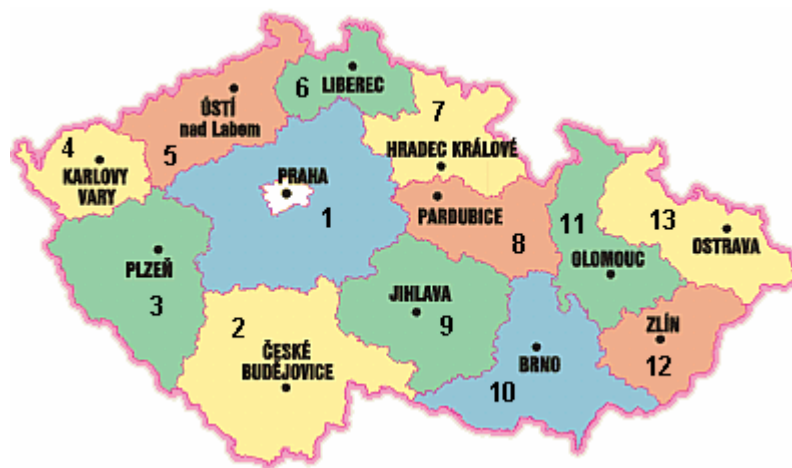 6
LIBEREC
ÚSTÍ
nad Labem
5
7
HRADEC KRÁLOVÉ
4
KARLOVY
VARY
PRAHA
1
PARDUBICE
8
11
OLOMOUC
13
OSTRAVA
PLZEŇ
3
2
ČESKÉ
BUDĚJOVICE
JIHLAVA
9
BRNO
10
ZLÍN
12